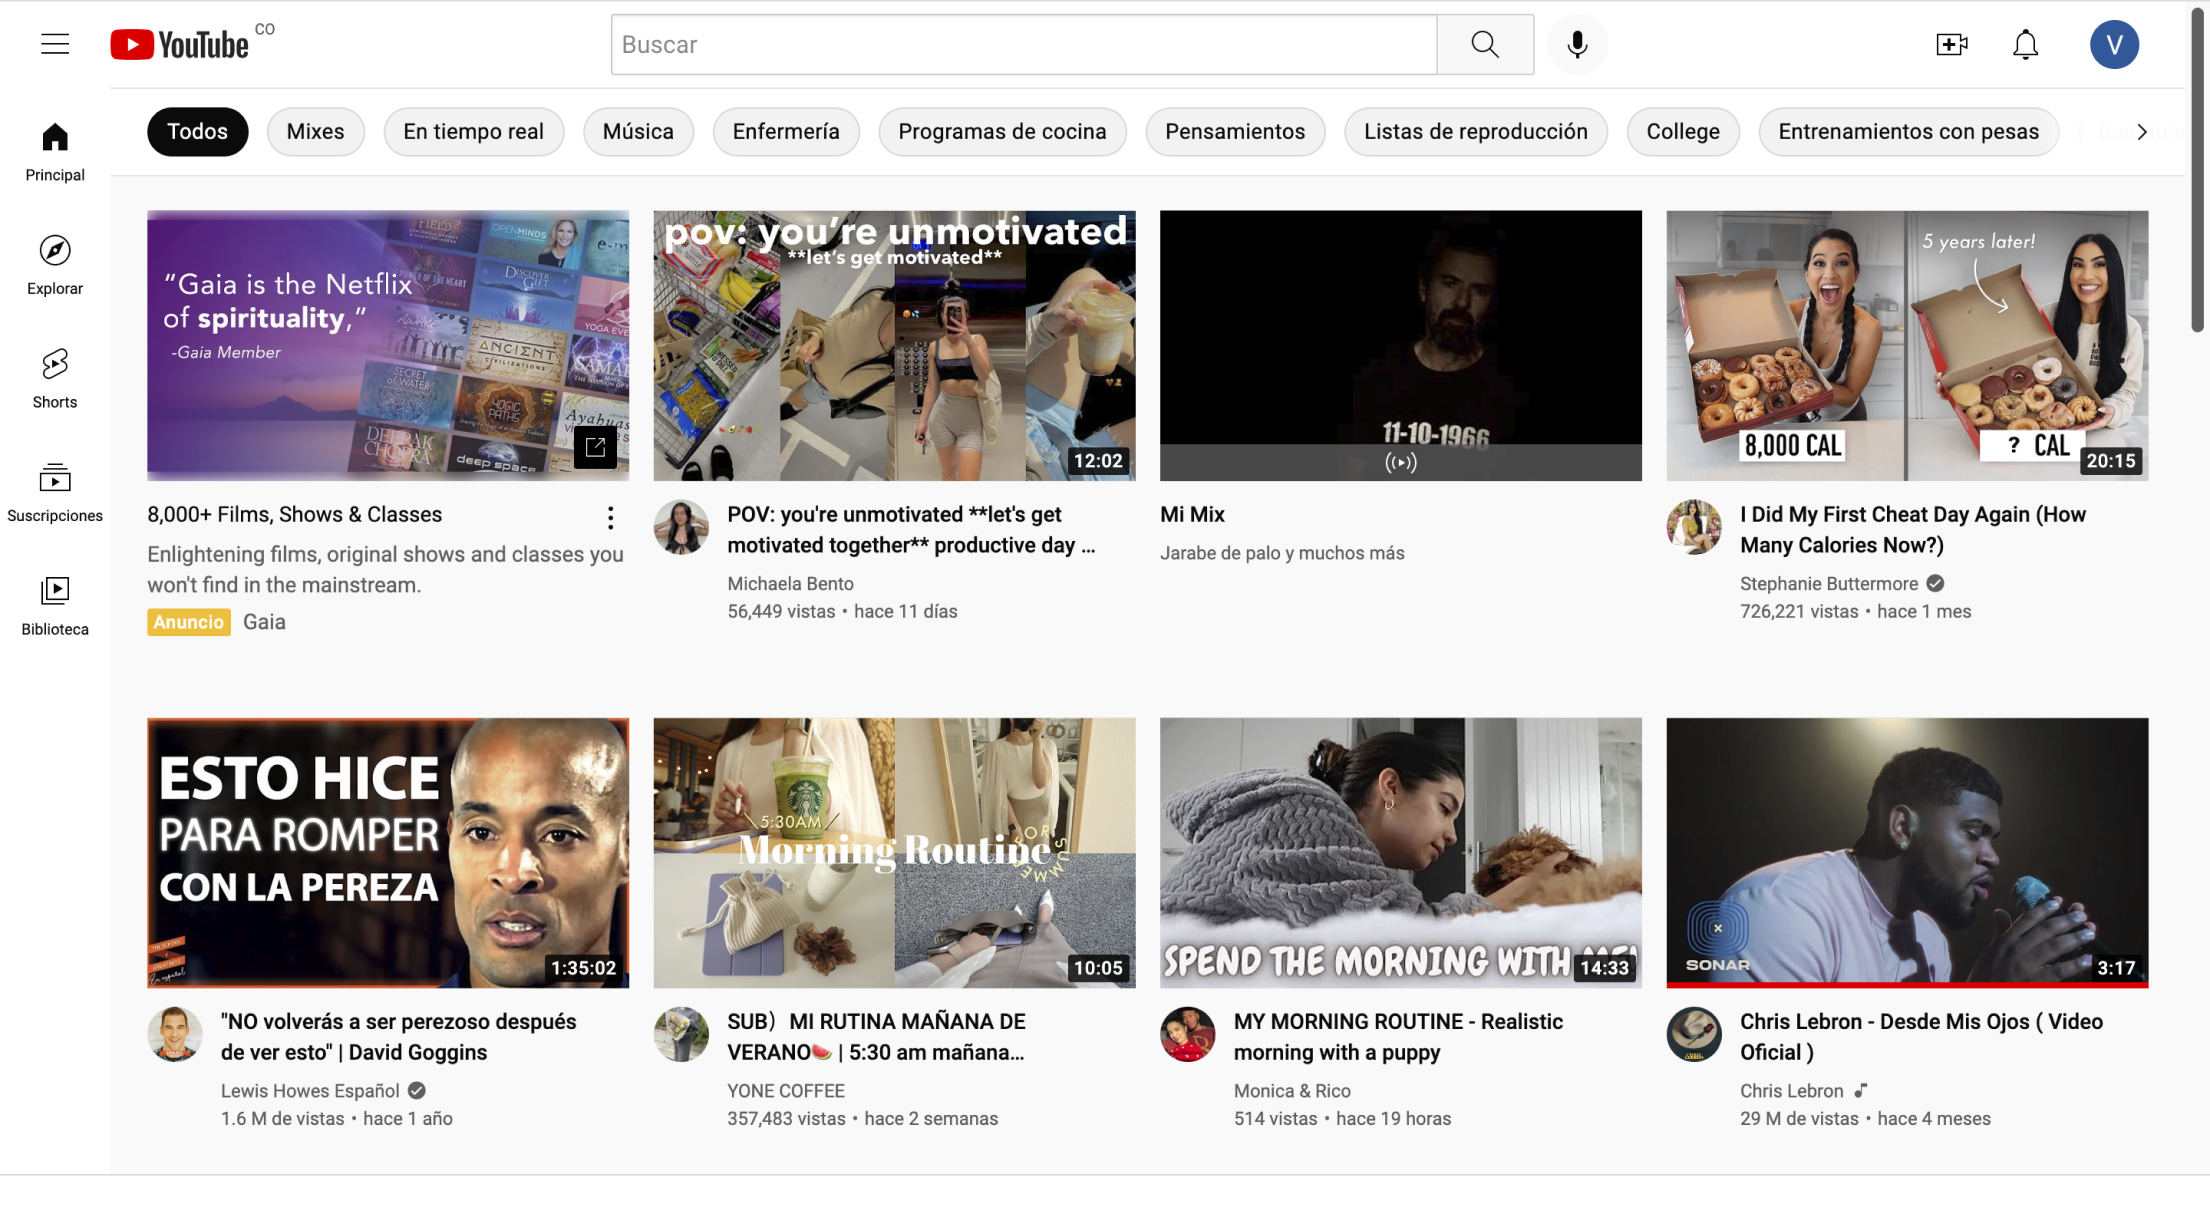 YouTube CO
Buscar
V
Todos
Mixes
En tiempo real
Música
Enfermería
Programas de cocina
Pensamientos
Listas de reproducción
College
Entrenamientos con pesas
Principal
Explorar
Shorts
Suscripciones
Biblioteca
“Gaia is the Netflix
of spirituality,”
-Gaia Member
FIELD
OPENMINDS
POWER OF THE HEART
DISCOVER
GIFT
YOGA EVE
ANCIENT
CIVILIZATIONS
SECRET
OF WATER
YOGIC
PATHS
Ayahuas
DEEPAK
CHOPRA
deep space
8,000+ Films, Shows & Classes
Enlightening films, original shows and classes you
won't find in the mainstream.
Anuncio Gaia
pov: you’re unmotivated
**let’s get motivated**
12:02
POV: you're unmotivated **let's get
motivated together** productive day ...
Michaela Bento
56,449 vistas • hace 11 días
11-10-1966
Mi Mix
Jarabe de palo y muchos más
5 years later!
8,000 CAL
? CAL
20:15
I Did My First Cheat Day Again (How
Many Calories Now?)
Stephanie Buttermore
726,221 vistas • hace 1 mes
ESTO HICE
PARA ROMPER
CON LA PEREZA
THE SCHOOL
GREATNESS
En español
1:35:02
"NO volverás a ser perezoso después
de ver esto" | David Goggins
Lewis Howes Español
1.6 M de vistas • hace 1 año
5:30AM
Morning Routine
FOR SUMMER
10:05
SUB）MI RUTINA MAÑANA DE
VERANO🍉 | 5:30 am mañana...
YONE COFFEE
357,483 vistas • hace 2 semanas
SPEND THE MORNING WITH ME!
14:33
MY MORNING ROUTINE - Realistic
morning with a puppy
Monica & Rico
514 vistas • hace 19 horas
SONAR
3:17
Chris Lebron - Desde Mis Ojos ( Video
Oficial )
Chris Lebron
29 M de vistas • hace 4 meses